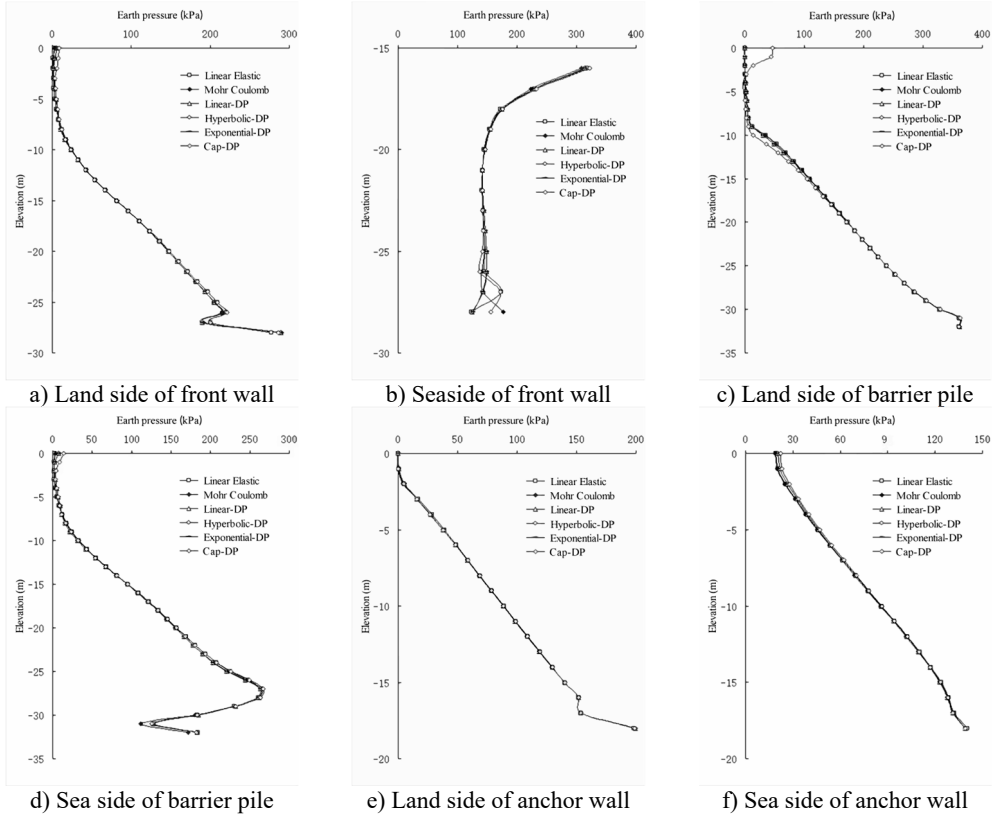 Earth pressure (kPa)
0 100 200 300
0
-5
-10
-15
-20
-25
-30
Elevation (m)
Linear Elastic
Mohr Coulomb
Linear-DP
Hyperbolic-DP
Exponential-DP
Cap-DP
a) Land side of front wall
Earth pressure (kPa)
0 100 200 300 400
-15
-20
-25
-30
Elevation (m)
Linear Elastic
Mohr Coulomb
Linear-DP
Hyperbolic-DP
Exponential-DP
Cap-DP
b) Seaside of front wall
Earth pressure (kPa)
0 100 200 300 400
0
-5
-10
-15
-20
-25
-30
-35
Elevation (m)
Linear Elastic
Mohr Coulomb
Linear-DP
Hyperbolic-DP
Exponential-DP
Cap-DP
c) Land side of barrier pile
Earth pressure (kPa)
0 50 100 150 200 250 300
0
-5
-10
-15
-20
-25
-30
-35
Elevation (m)
Linear Elastic
Mohr Coulomb
Linear-DP
Hyperbolic-DP
Exponential-DP
Cap-DP
d) Sea side of barrier pile
Earth pressure (kPa)
0 50 100 150 200
0
-5
-10
-15
-20
Elevation (m)
Linear Elastic
Mohr Coulomb
Linear-DP
Hyperbolic-DP
Exponential-DP
Cap-DP
e) Land side of anchor wall
Earth pressure (kPa)
0 30 60 9 120 150
0
-5
-10
-15
-20
Elevation (m)
Linear Elastic
Mohr Coulomb
Linear-DP
Hyperbolic-DP
Exponential-DP
Cap-DP
f) Sea side of anchor wall